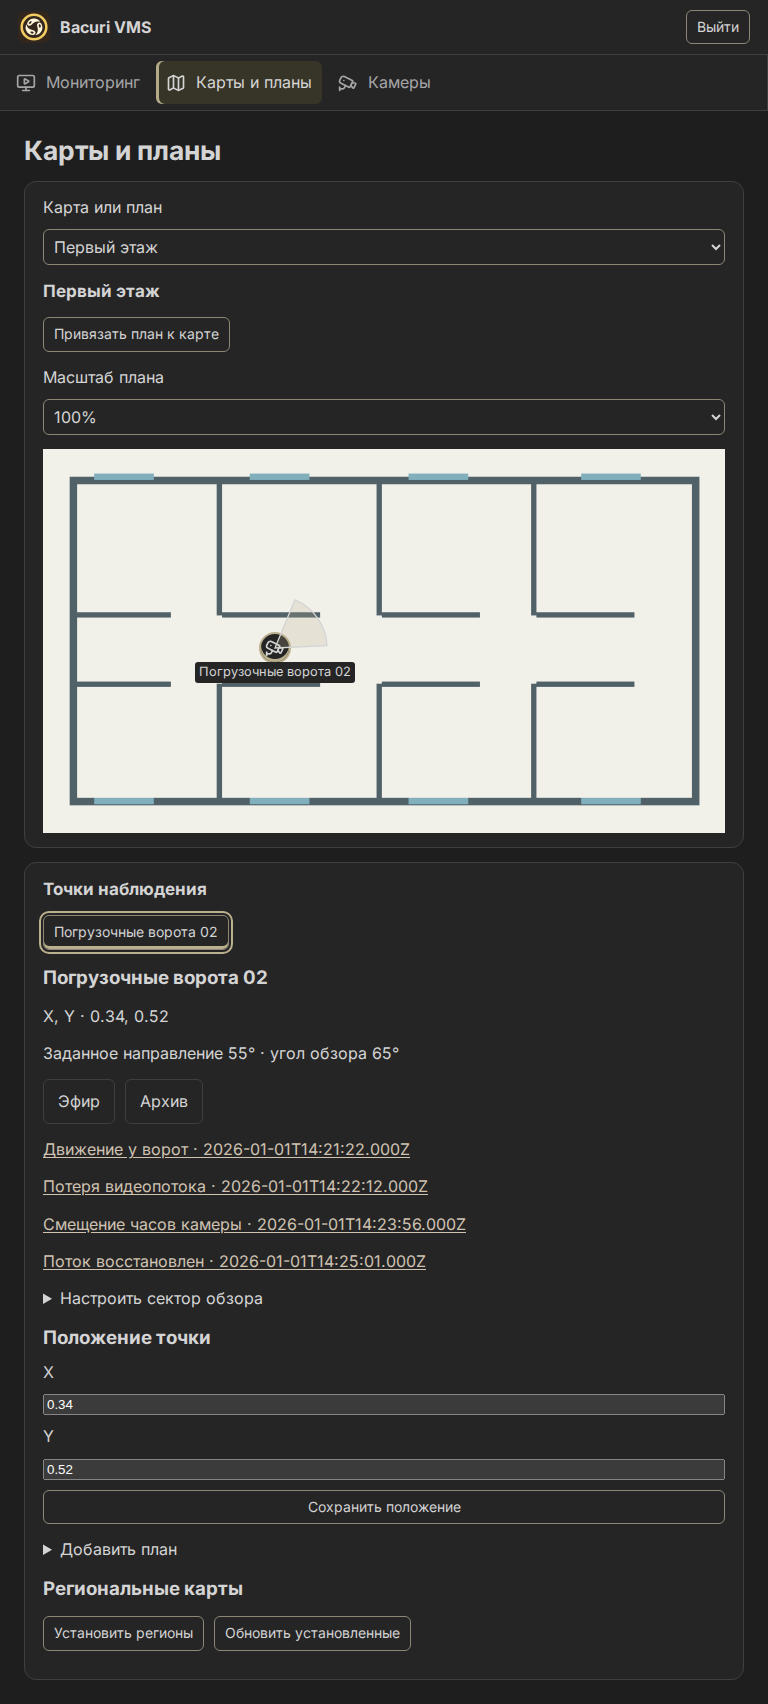 Bacuri VMS
Выйти
Мониторинг
Карты и планы
Камеры
Карты и планы
Карта или план
Первый этаж
Первый этаж
Привязать план к карте
Масштаб плана
100%
Погрузочные ворота 02
Точки наблюдения
Погрузочные ворота 02
Погрузочные ворота 02
X, Y · 0.34, 0.52
Заданное направление 55° · угол обзора 65°
Эфир
Архив
Движение у ворот · 2026-01-01T14:21:22.000Z
Потеря видеопотока · 2026-01-01T14:22:12.000Z
Смещение часов камеры · 2026-01-01T14:23:56.000Z
Поток восстановлен · 2026-01-01T14:25:01.000Z
Настроить сектор обзора
Положение точки
X
0.34
Y
0.52
Сохранить положение
Добавить план
Региональные карты
Установить регионы
Обновить установленные